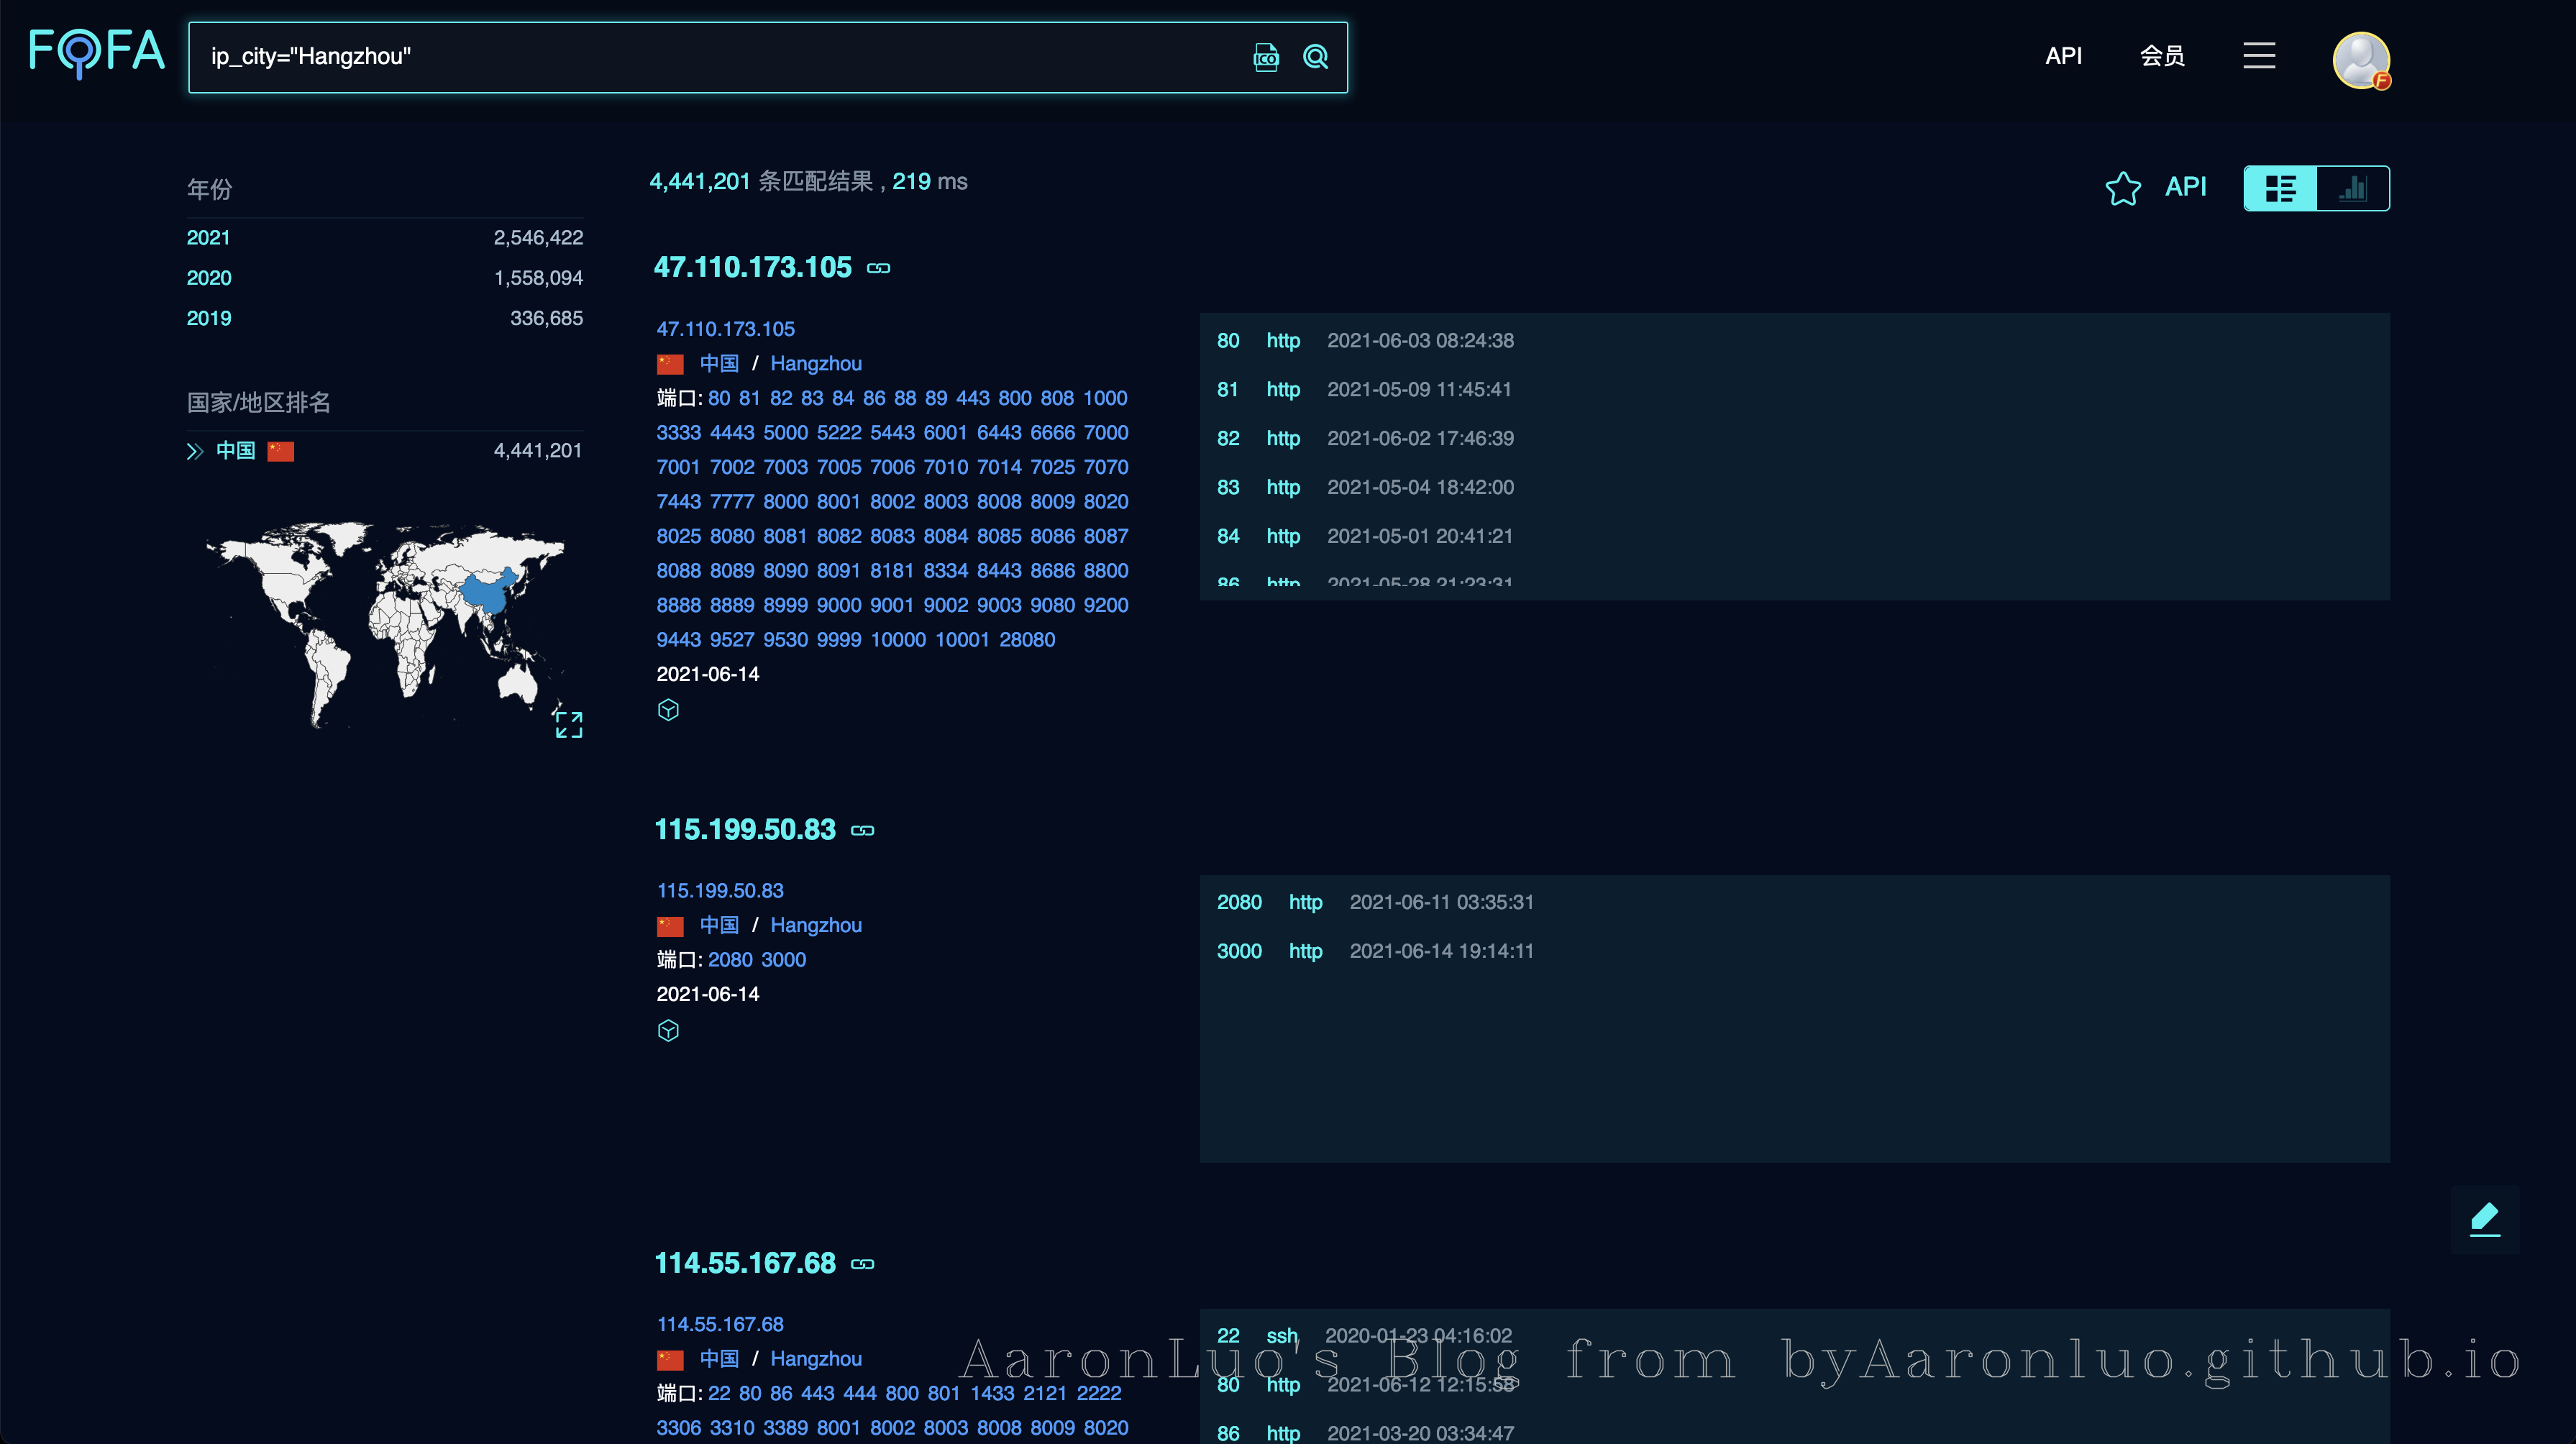 FOFA
ip_city="Hangzhou"
ICO
API
会员
F
年份
2021 2,546,422
2020 1,558,094
2019 336,685
国家/地区排名
中国 4,441,201
4,441,201 条匹配结果 , 219 ms
API
47.110.173.105
47.110.173.105
中国 / Hangzhou
端口: 80 81 82 83 84 86 88 89 443 800 808 1000
3333 4443 5000 5222 5443 6001 6443 6666 7000
7001 7002 7003 7005 7006 7010 7014 7025 7070
7443 7777 8000 8001 8002 8003 8008 8009 8020
8025 8080 8081 8082 8083 8084 8085 8086 8087
8088 8089 8090 8091 8181 8334 8443 8686 8800
8888 8889 8999 9000 9001 9002 9003 9080 9200
9443 9527 9530 9999 10000 10001 28080
2021-06-14
80 http 2021-06-03 08:24:38
81 http 2021-05-09 11:45:41
82 http 2021-06-02 17:46:39
83 http 2021-05-04 18:42:00
84 http 2021-05-01 20:41:21
86 http 2021-05-28 21:23:31
115.199.50.83
115.199.50.83
中国 / Hangzhou
端口: 2080 3000
2021-06-14
2080 http 2021-06-11 03:35:31
3000 http 2021-06-14 19:14:11
114.55.167.68
114.55.167.68
中国 / Hangzhou
端口: 22 80 86 443 444 800 801 1433 2121 2222
3306 3310 3389 8001 8002 8003 8008 8009 8020
22 ssh 2020-01-23 04:16:02
80 http 2021-06-12 12:15:58
86 http 2021-03-20 03:34:47
AaronLuo's Blog from byAaronluo.github.io